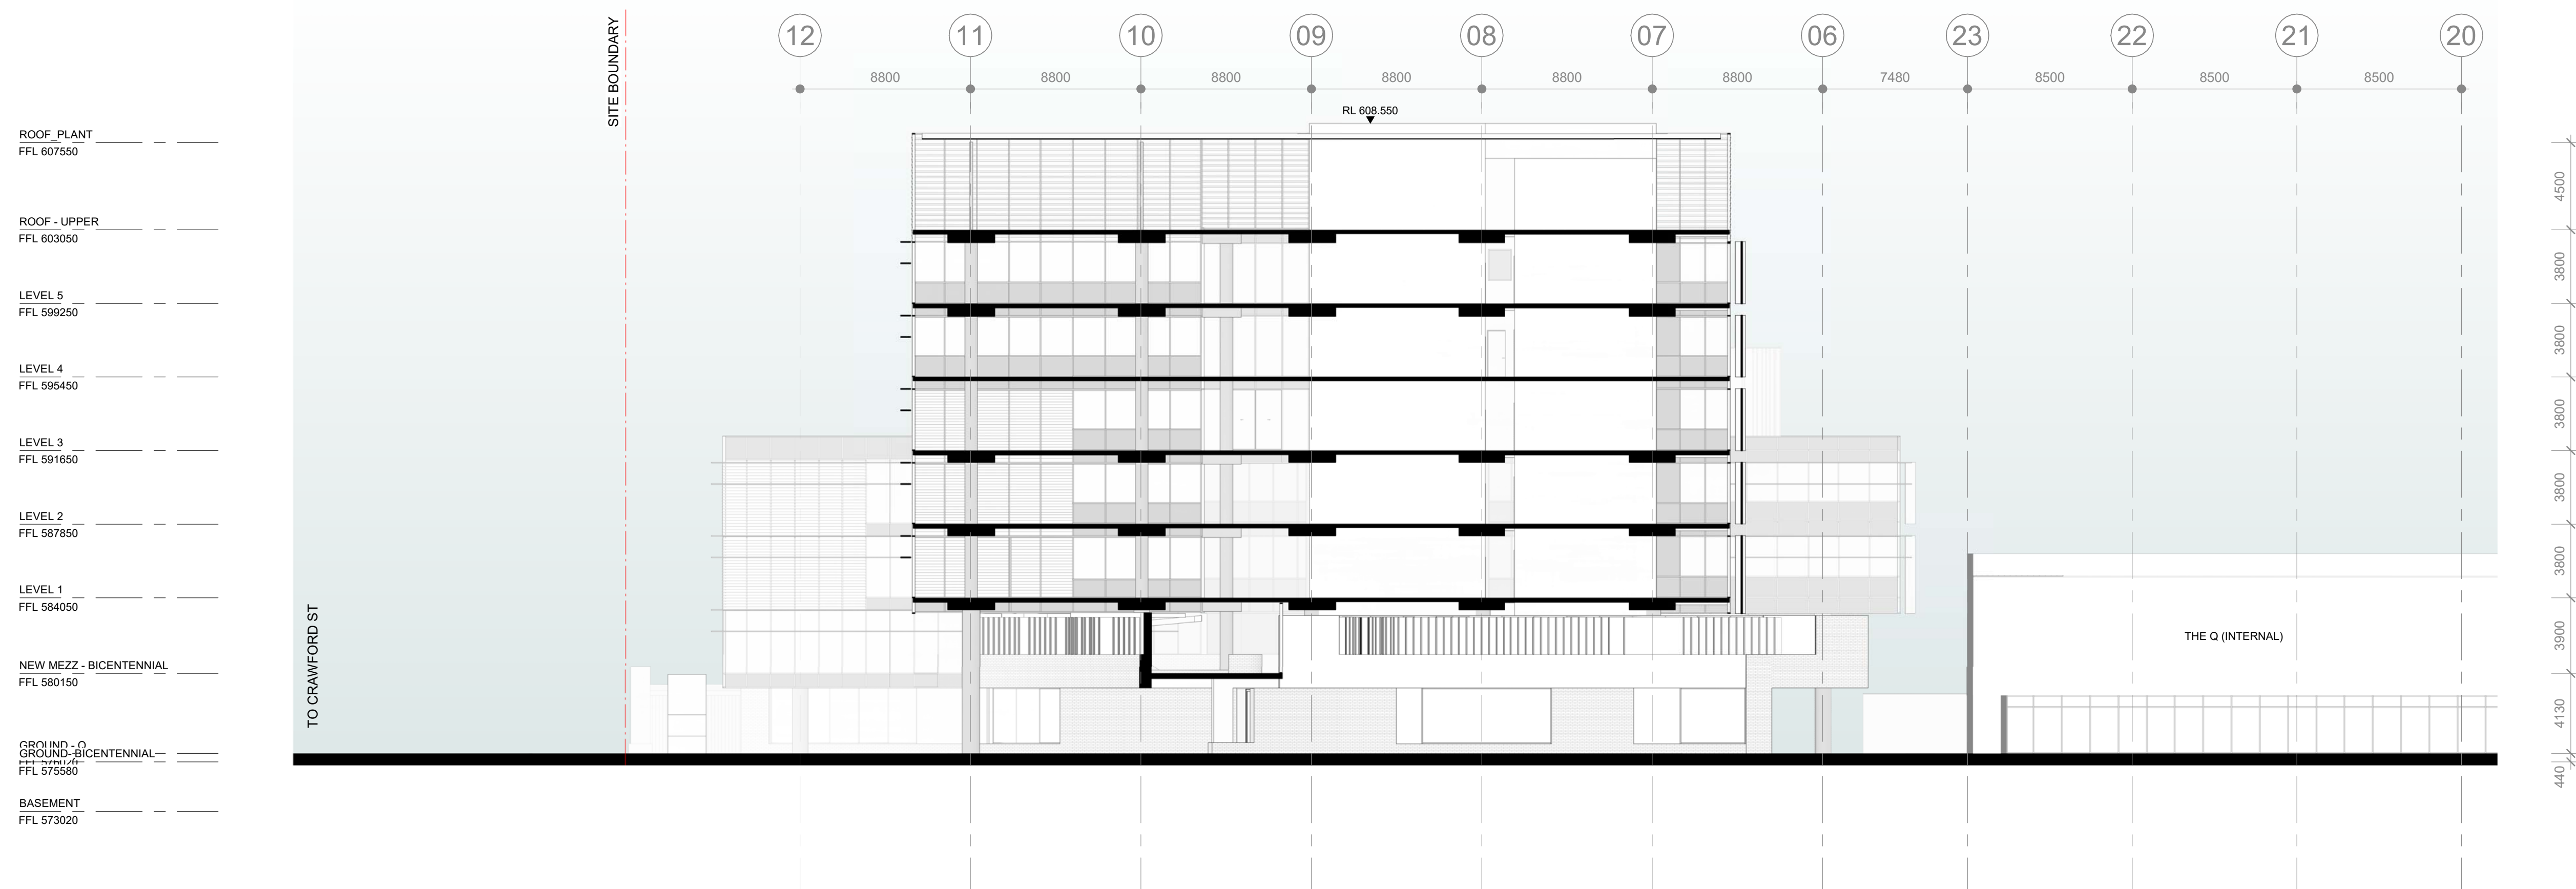 SITE BOUNDARY
12 11 10 09 08 07 06 23 22 21 20
8800 8800 8800 8800 8800 8800 7480 8500 8500 8500
RL 608.550
ROOF_PLANT
FFL 607550
4500
ROOF - UPPER
FFL 603050
3800
LEVEL 5
FFL 599250
3800
LEVEL 4
FFL 595450
3800
LEVEL 3
FFL 591650
3800
LEVEL 2
FFL 587850
3800
LEVEL 1
FFL 584050
3900
TO CRAWFORD ST
THE Q (INTERNAL)
NEW MEZZ - BICENTENNIAL
FFL 580150
4130
GROUND - Q
GROUND- BICENTENNIAL
FFL 575580
440
BASEMENT
FFL 573020